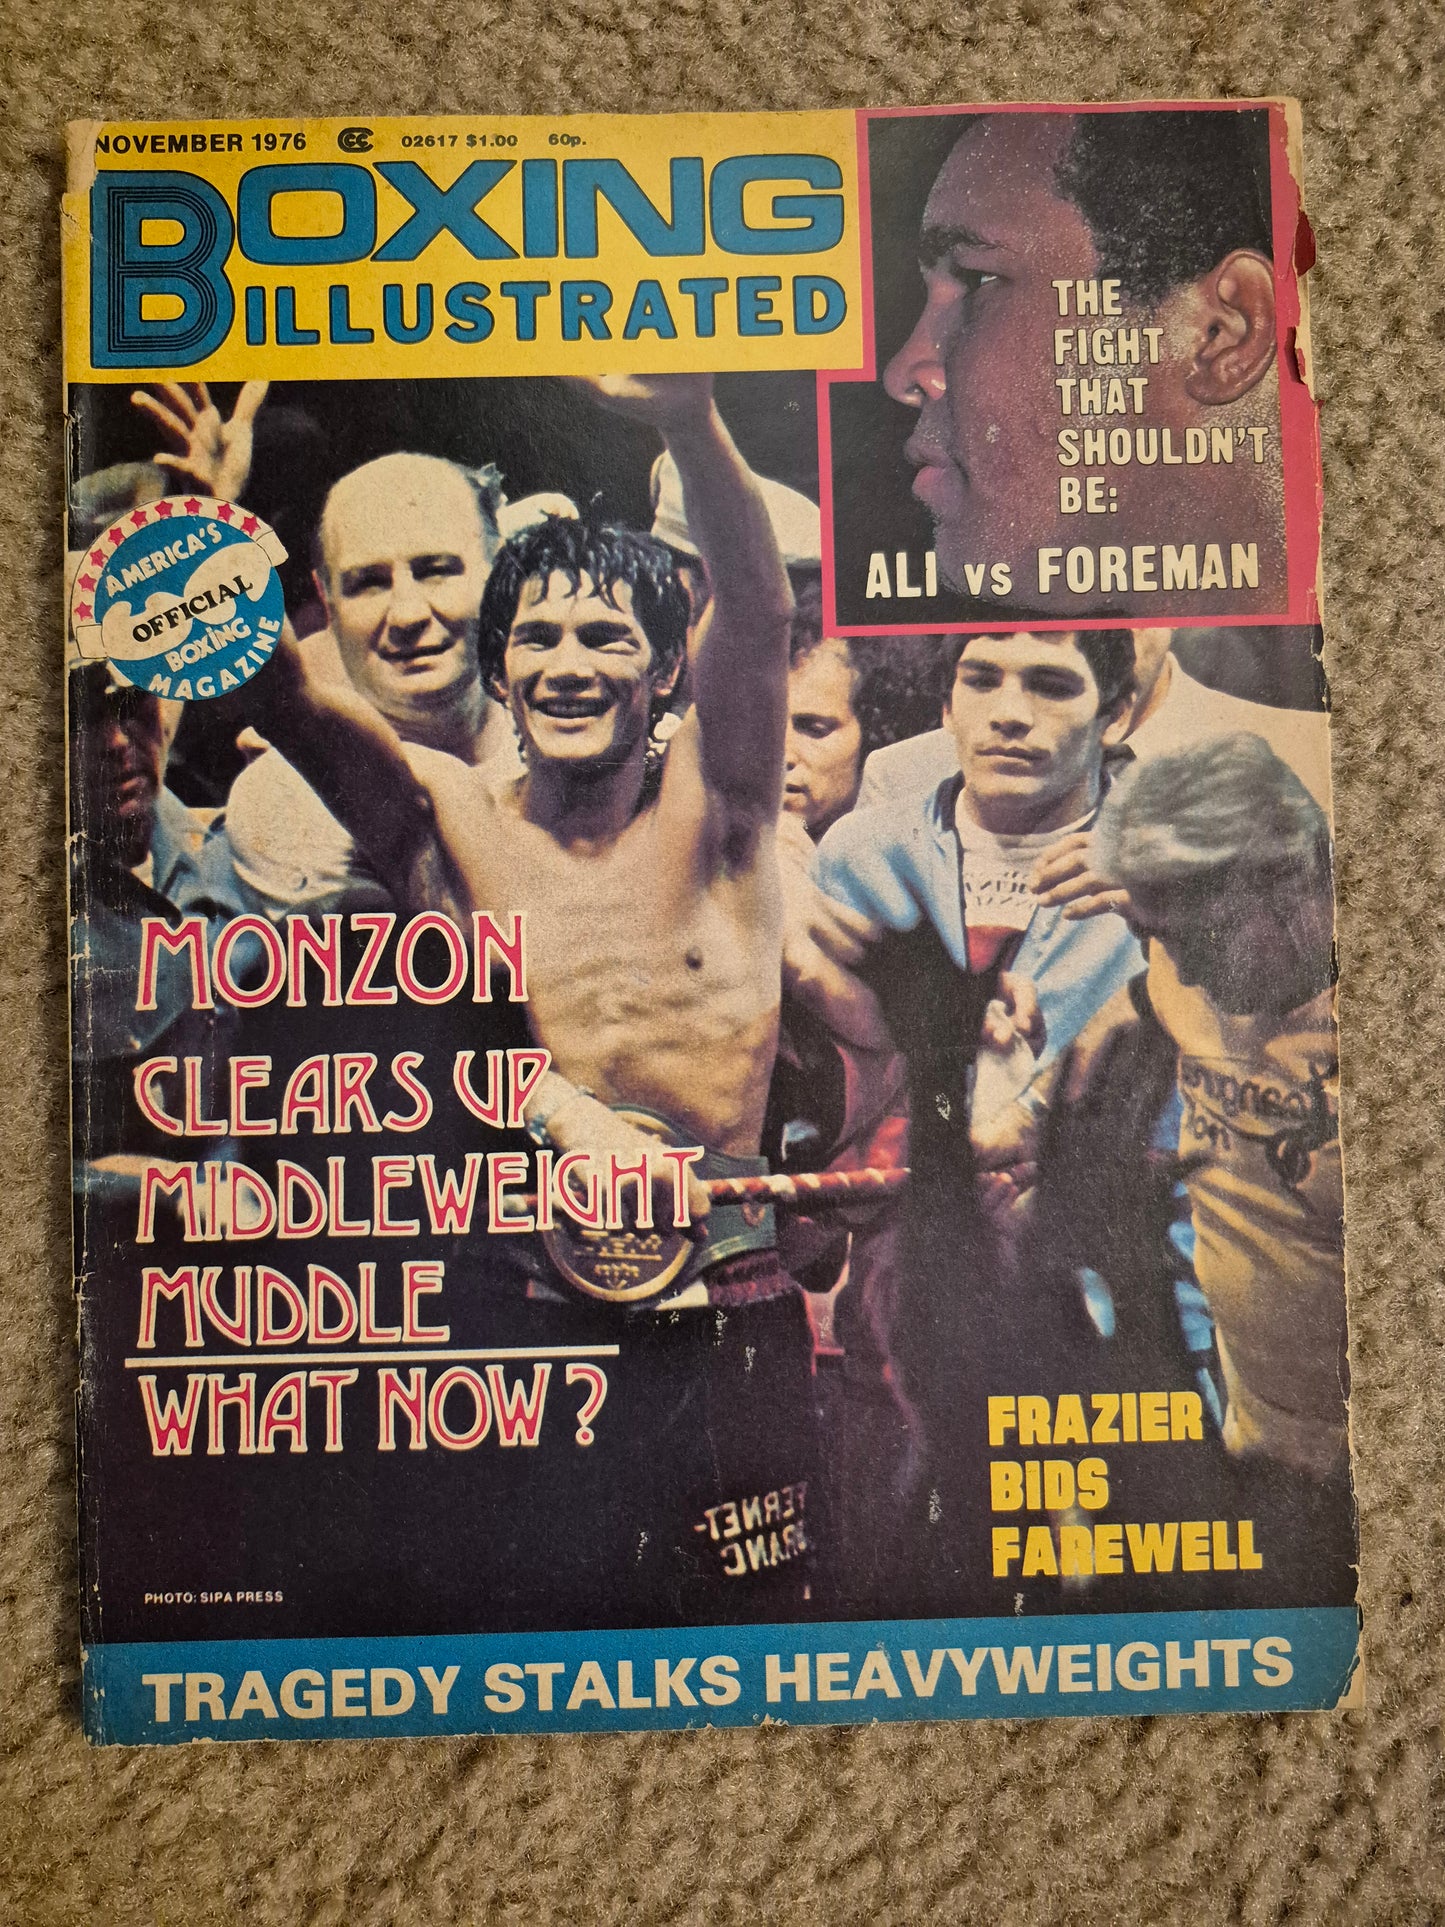 NOVEMBER 1976 CCC 02617 $1.00 60p.
BOXING
ILLUSTRATED
THE
FIGHT
THAT
SHOULDN'T
BE:
ALI vs FOREMAN
AMERICA'S
OFFICIAL
BOXING
MAGAZINE
MONZON
CLEARS UP
MIDDLEWEIGHT
MUDDLE
WHAT NOW?
FRAZIER
BIDS
FAREWELL
FERNET-
BRANC
PHOTO: SIPA PRESS
TRAGEDY STALKS HEAVYWEIGHTS